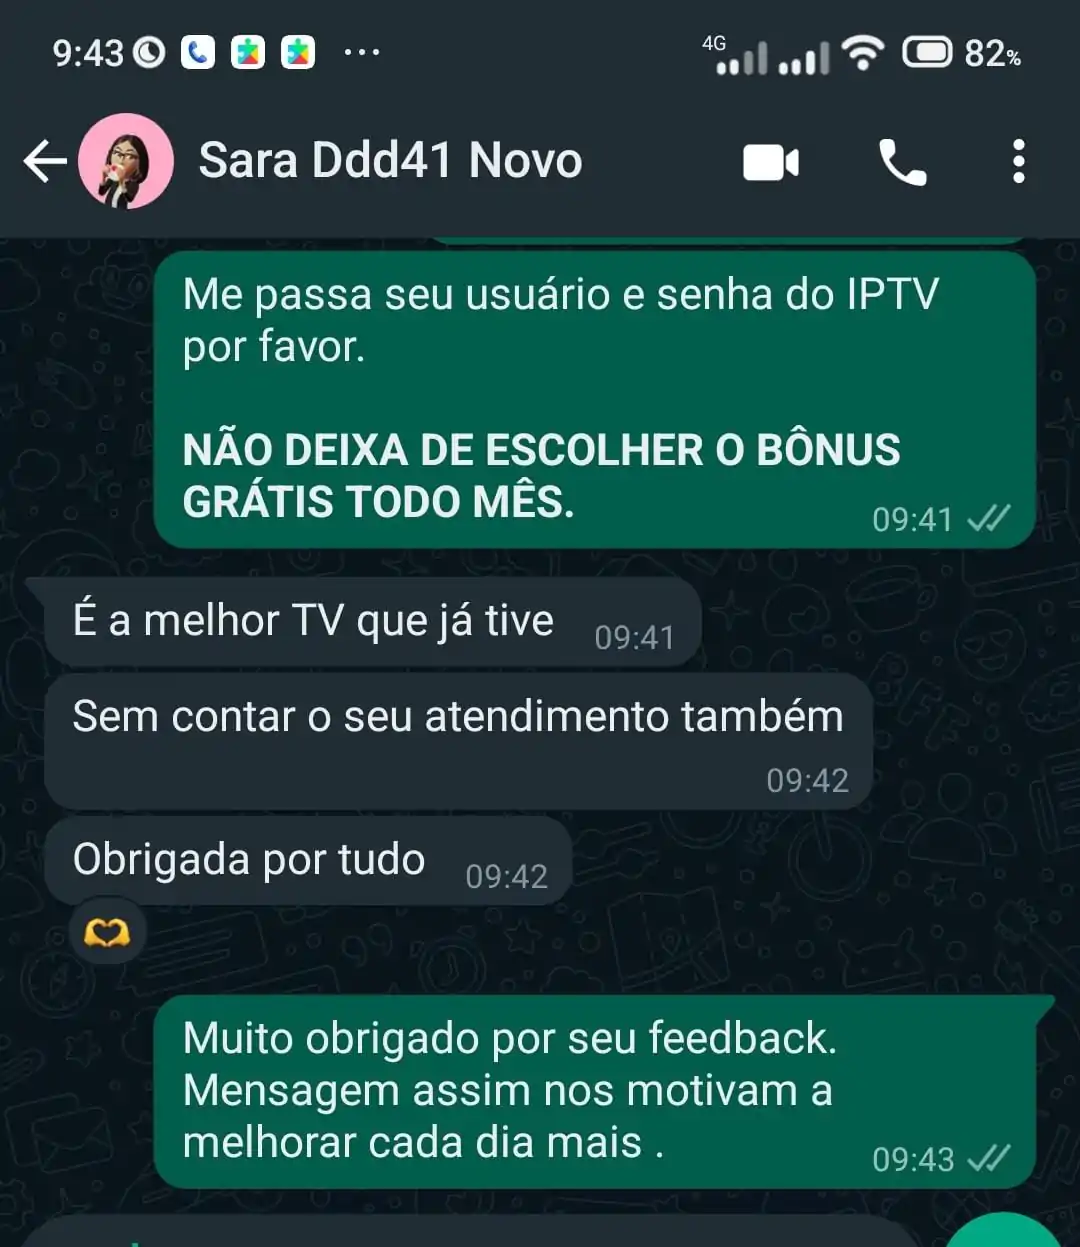 9:43
4G
82%
Sara Ddd41 Novo
Me passa seu usuário e senha do IPTV
por favor.
NÃO DEIXA DE ESCOLHER O BÔNUS
GRÁTIS TODO MÊS.
09:41
É a melhor TV que já tive
09:41
Sem contar o seu atendimento também
09:42
Obrigada por tudo
09:42
Muito obrigado por seu feedback.
Mensagem assim nos motivam a
melhorar cada dia mais .
09:43